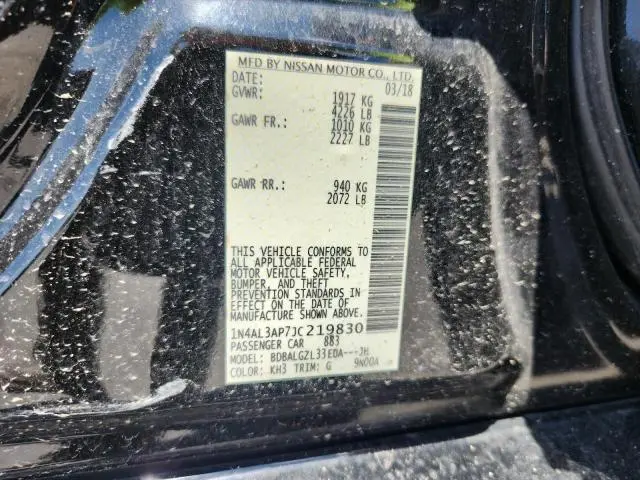 MFD BY NISSAN MOTOR CO., LTD.
DATE: 03/18
GVWR: 1917 KG
4226 LB
GAWR FR.: 1010 KG
2227 LB
GAWR RR.: 940 KG
2072 LB
THIS VEHICLE CONFORMS TO
ALL APPLICABLE FEDERAL
MOTOR VEHICLE SAFETY,
BUMPER, AND THEFT
PREVENTION STANDARDS IN
EFFECT ON THE DATE OF
MANUFACTURE SHOWN ABOVE.
1N4AL3AP7JC219830
PASSENGER CAR 883
MODEL: BDBALGZL33EDA---JH
COLOR: KH3 TRIM: G 9N00A